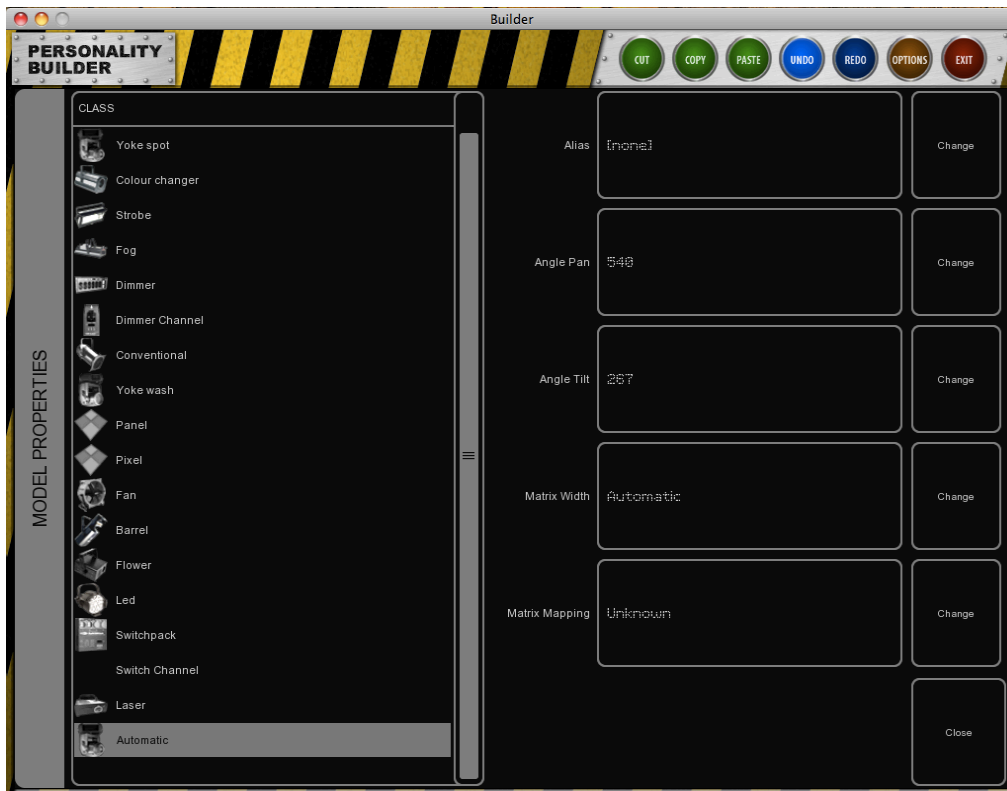 Builder
PERSONALITY
BUILDER
CUT
COPY
PASTE
UNDO
REDO
OPTIONS
EXIT
MODEL PROPERTIES
CLASS
Yoke spot
Colour changer
Strobe
Fog
Dimmer
Dimmer Channel
Conventional
Yoke wash
Panel
Pixel
Fan
Barrel
Flower
Led
Switchpack
Switch Channel
Laser
Automatic
Alias
[none]
Change
Angle Pan
540
Change
Angle Tilt
267
Change
Matrix Width
Automatic
Change
Matrix Mapping
Unknown
Change
Close